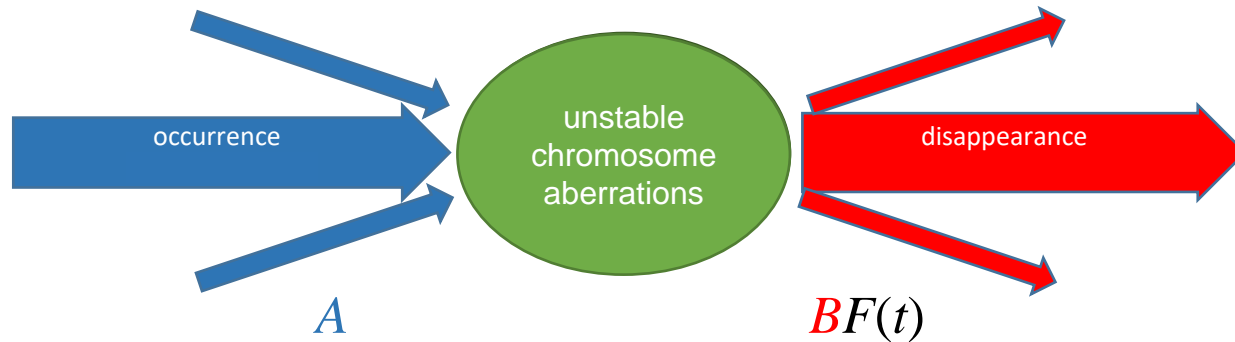 occurrence
unstable
chromosome
aberrations
disappearance
A
BF(t)